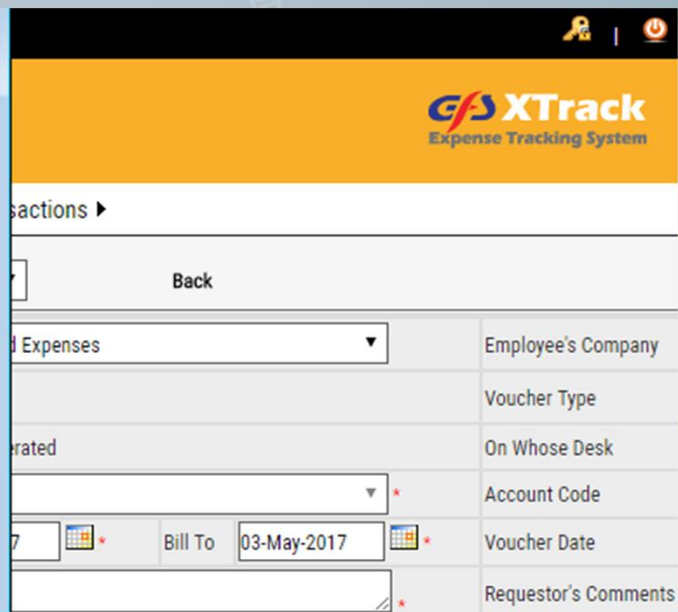 |
GFS XTrack
Expense Tracking System
sactions
Back
d Expenses Employee's Company
Voucher Type
erated On Whose Desk
* Account Code
7 * Bill To 03-May-2017 * Voucher Date
* Requestor's Comments